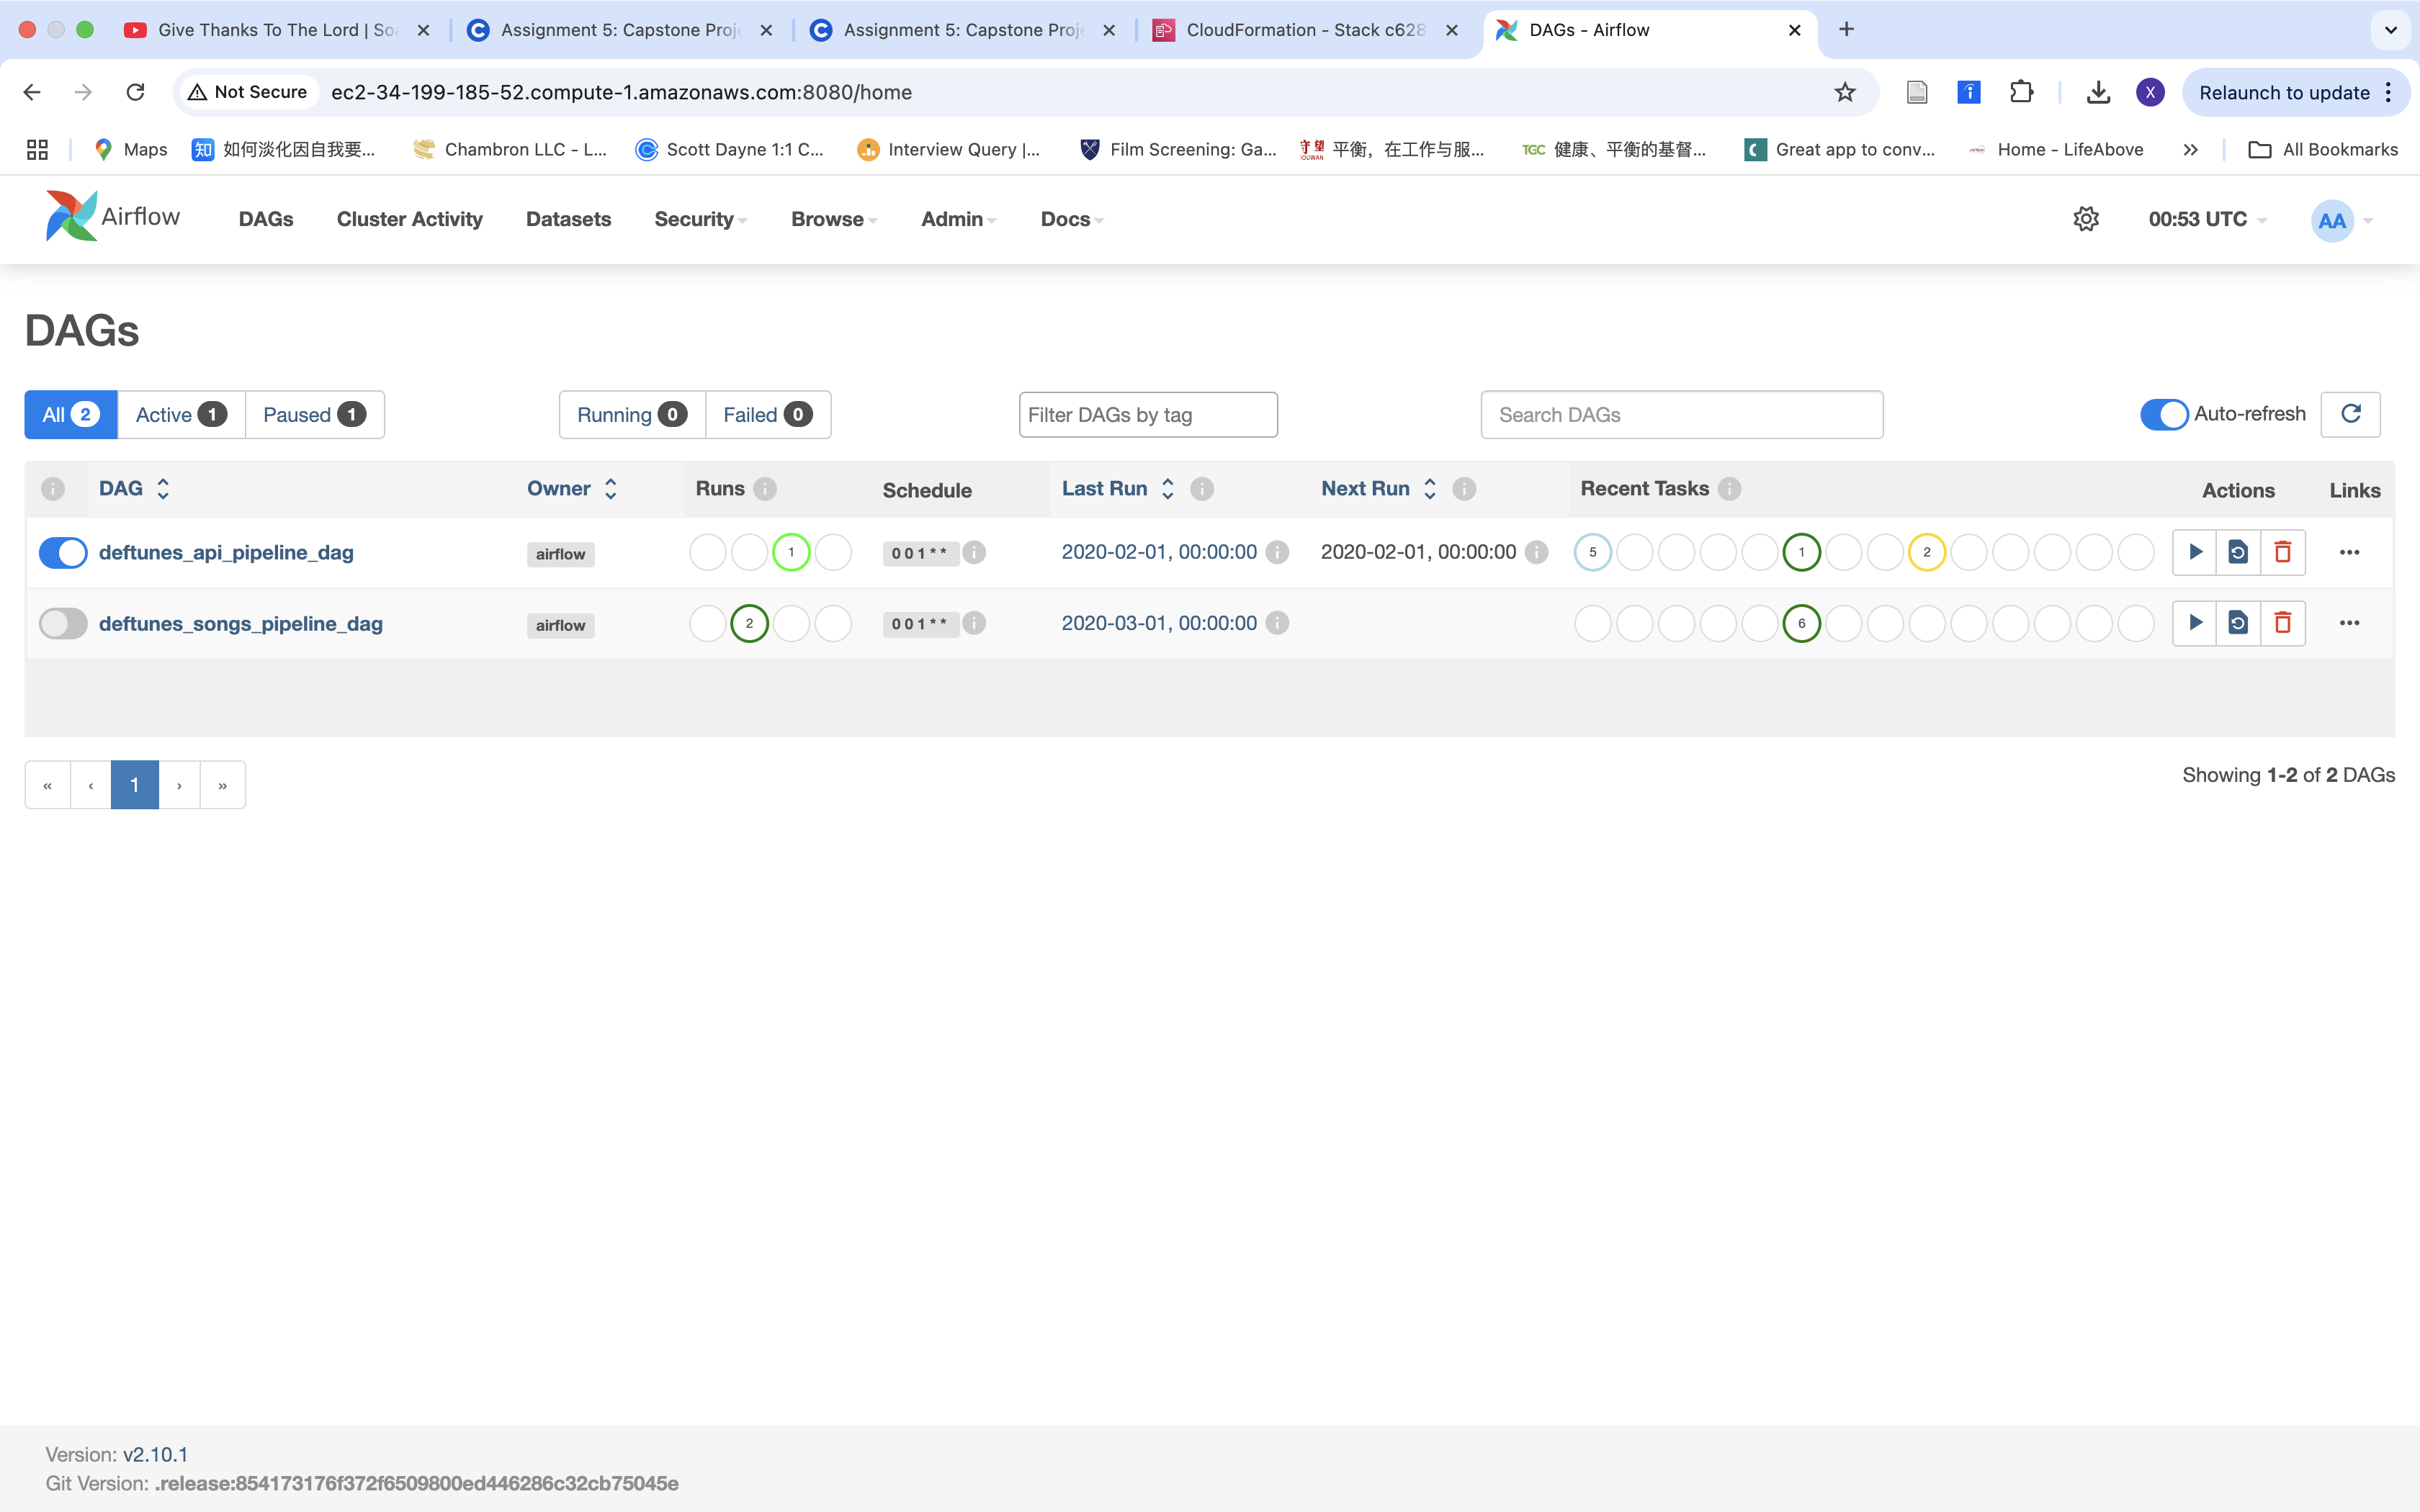 Give Thanks To The Lord | So
Assignment 5: Capstone Proj
Assignment 5: Capstone Proj
CloudFormation - Stack c628
DAGs - Airflow
Not Secure
ec2-34-199-185-52.compute-1.amazonaws.com:8080/home
X
Relaunch to update
Maps
知
如何淡化因自我要...
Chambron LLC - L...
Scott Dayne 1:1 C...
Interview Query |...
Film Screening: Ga...
平衡，在工作与服...
TGC
健康、平衡的基督...
Great app to conv...
Home - LifeAbove
All Bookmarks
Airflow
DAGs
Cluster Activity
Datasets
Security
Browse
Admin
Docs
00:53 UTC
AA
DAGs
All 2
Active 1
Paused 1
Running 0
Failed 0
Filter DAGs by tag
Search DAGs
Auto-refresh
DAG
Owner
Runs
Schedule
Last Run
Next Run
Recent Tasks
Actions
Links
deftunes_api_pipeline_dag
airflow
1
0 0 1 * *
2020-02-01, 00:00:00
2020-02-01, 00:00:00
5
1
2
deftunes_songs_pipeline_dag
airflow
2
0 0 1 * *
2020-03-01, 00:00:00
6
« ‹ 1 › »
Showing 1-2 of 2 DAGs
Version: v2.10.1
Git Version: .release:854173176f372f6509800ed446286c32cb75045e